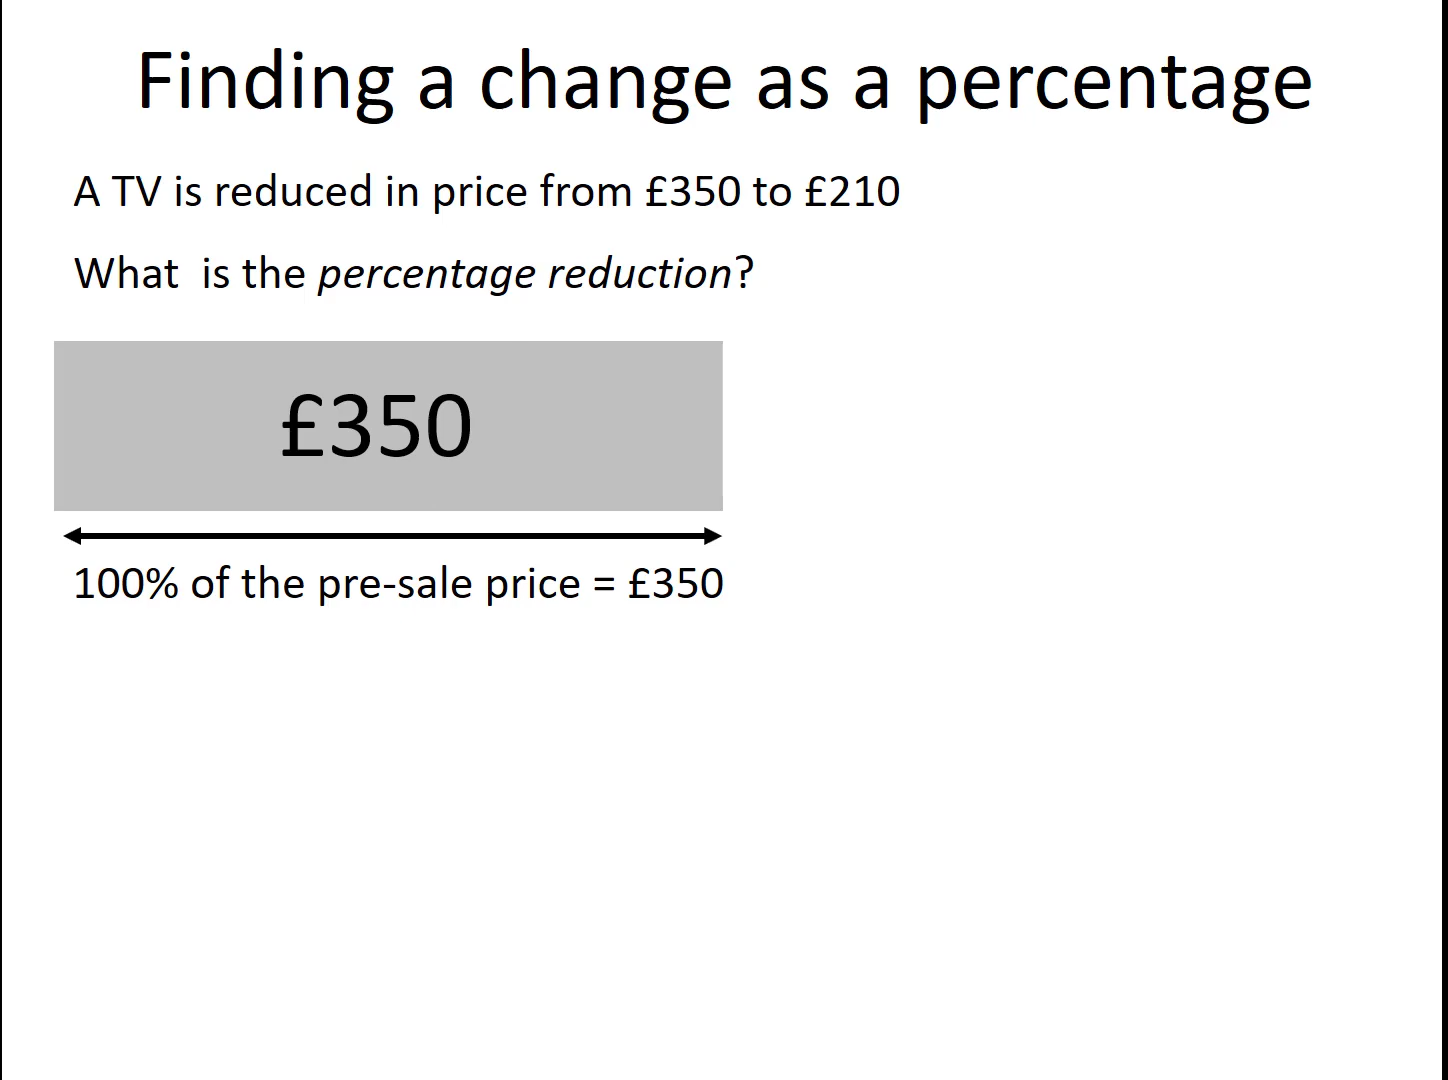 Finding a change as a percentage
A TV is reduced in price from £350 to £210
What  is the percentage reduction?
£350
100% of the pre-sale price = £350